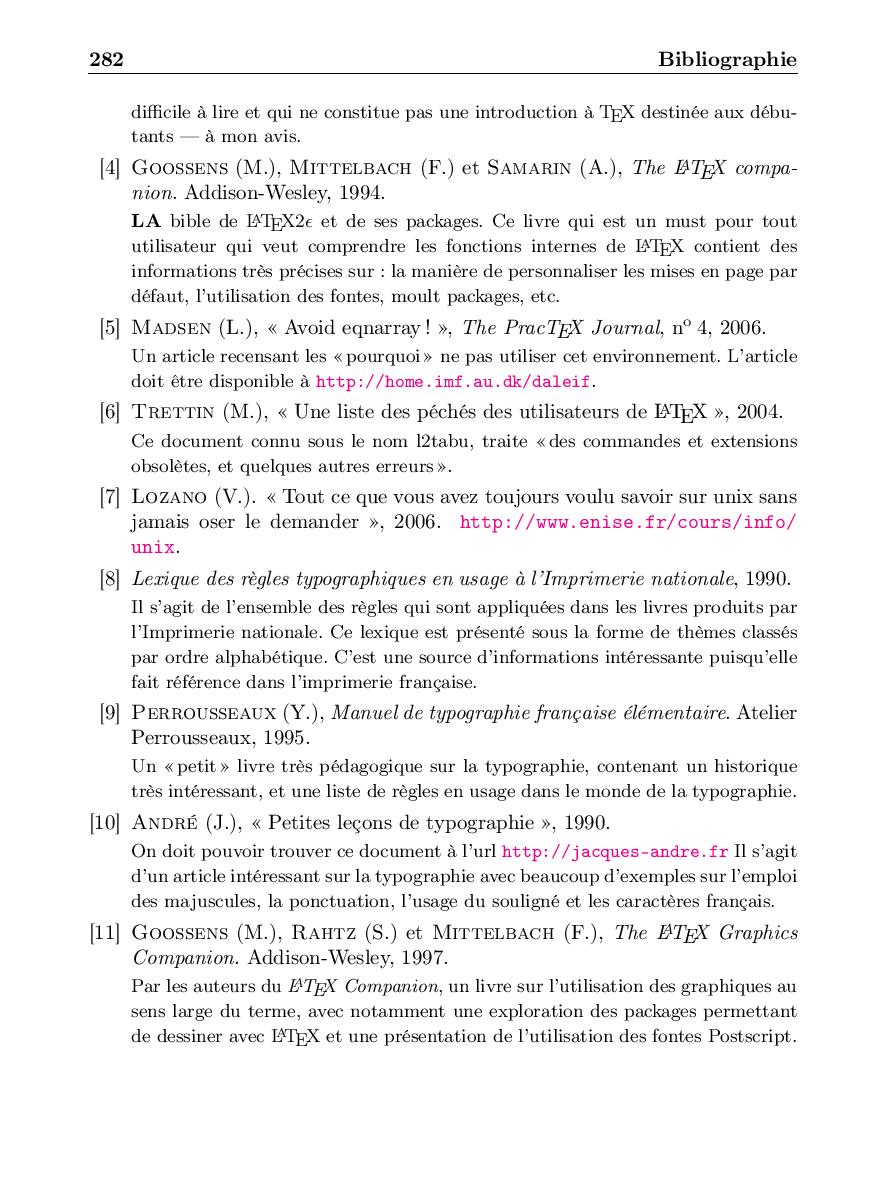 282 Bibliographie
difficile à lire et qui ne constitue pas une introduction à TEX destinée aux débu-
tants — à mon avis.
[4] GOOSSENS (M.), MITTELBACH (F.) et SAMARIN (A.), The LATEX compa-
nion. Addison-Wesley, 1994.
LA bible de LATEX2ϵ et de ses packages. Ce livre qui est un must pour tout
utilisateur qui veut comprendre les fonctions internes de LATEX contient des
informations très précises sur : la manière de personnaliser les mises en page par
défaut, l'utilisation des fontes, moult packages, etc.
[5] MADSEN (L.), « Avoid eqnarray ! », The PracTEX Journal, nº 4, 2006.
Un article recensant les « pourquoi » ne pas utiliser cet environnement. L'article
doit être disponible à http://home.imf.au.dk/daleif.
[6] TRETTIN (M.), « Une liste des péchés des utilisateurs de LATEX », 2004.
Ce document connu sous le nom l2tabu, traite « des commandes et extensions
obsolètes, et quelques autres erreurs ».
[7] LOZANO (V.). « Tout ce que vous avez toujours voulu savoir sur unix sans
jamais oser le demander », 2006. http://www.enise.fr/cours/info/
unix.
[8] Lexique des règles typographiques en usage à l'Imprimerie nationale, 1990.
Il s'agit de l'ensemble des règles qui sont appliquées dans les livres produits par
l'Imprimerie nationale. Ce lexique est présenté sous la forme de thèmes classés
par ordre alphabétique. C'est une source d'informations intéressante puisqu'elle
fait référence dans l'imprimerie française.
[9] PERROUSSEAUX (Y.), Manuel de typographie française élémentaire. Atelier
Perrousseaux, 1995.
Un « petit » livre très pédagogique sur la typographie, contenant un historique
très intéressant, et une liste de règles en usage dans le monde de la typographie.
[10] ANDRÉ (J.), « Petites leçons de typographie », 1990.
On doit pouvoir trouver ce document à l'url http://jacques-andre.fr Il s'agit
d'un article intéressant sur la typographie avec beaucoup d'exemples sur l'emploi
des majuscules, la ponctuation, l'usage du souligné et les caractères français.
[11] GOOSSENS (M.), RAHTZ (S.) et MITTELBACH (F.), The LATEX Graphics
Companion. Addison-Wesley, 1997.
Par les auteurs du LATEX Companion, un livre sur l'utilisation des graphiques au
sens large du terme, avec notamment une exploration des packages permettant
de dessiner avec LATEX et une présentation de l'utilisation des fontes Postscript.